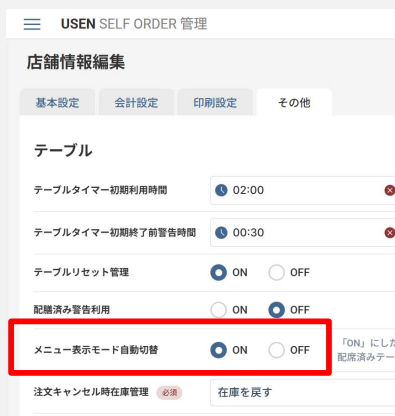 USEN SELF ORDER 管理
店舗情報編集
基本設定 会計設定 印刷設定 その他
テーブル
テーブルタイマー初期利用時間 02:00
テーブルタイマー初期終了前警告時間 00:30
テーブルリセット管理 ON OFF
配膳済み警告利用 ON OFF
メニュー表示モード自動切替 ON OFF
「ON」にした
配席済みテー
注文キャンセル時在庫管理 必須 在庫を戻す